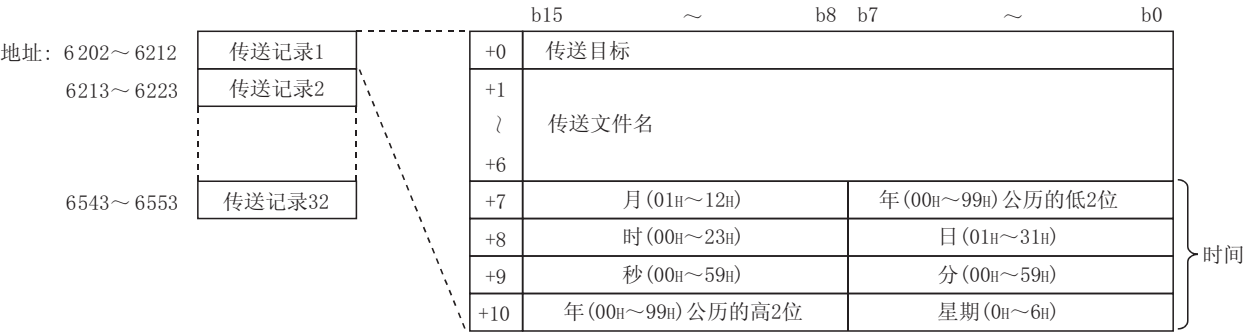 b15 ～ b8 b7 ～ b0
地址: 6202～6212 传送记录1 +0 传送目标
6213～6223 传送记录2 +1
～ 传送文件名
+6
6543～6553 传送记录32 +7 月(01H～12H) 年(00H～99H)公历的低2位
+8 时(00H～23H) 日(01H～31H)
时间
+9 秒(00H～59H) 分(00H～59H)
+10 年(00H～99H)公历的高2位 星期(0H～6H)